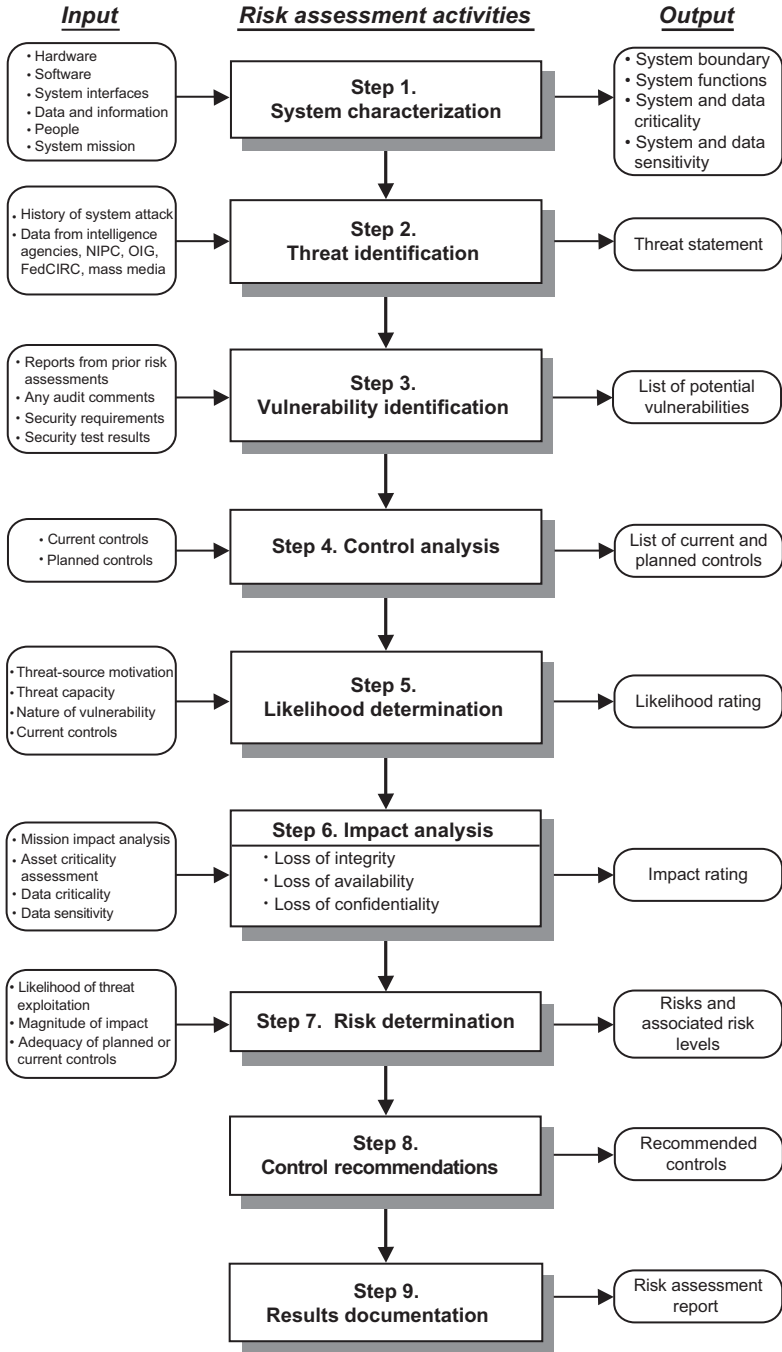 Input
Risk assessment activities
Output
• Hardware
• Software
• System interfaces
• Data and information
• People
• System mission
Step 1.
System characterization
• System boundary
• System functions
• System and data
criticality
• System and data
sensitivity
• History of system attack
• Data from intelligence
agencies, NIPC, OIG,
FedCIRC, mass media
Step 2.
Threat identification
Threat statement
• Reports from prior risk
assessments
• Any audit comments
• Security requirements
• Security test results
Step 3.
Vulnerability identification
List of potential
vulnerabilities
• Current controls
• Planned controls
Step 4. Control analysis
List of current and
planned controls
• Threat-source motivation
• Threat capacity
• Nature of vulnerability
• Current controls
Step 5.
Likelihood determination
Likelihood rating
• Mission impact analysis
• Asset criticality
assessment
• Data criticality
• Data sensitivity
Step 6. Impact analysis
• Loss of integrity
• Loss of availability
• Loss of confidentiality
Impact rating
• Likelihood of threat
exploitation
• Magnitude of impact
• Adequacy of planned or
current controls
Step 7. Risk determination
Risks and
associated risk
levels
Step 8.
Control recommendations
Recommended
controls
Step 9.
Results documentation
Risk assessment
report